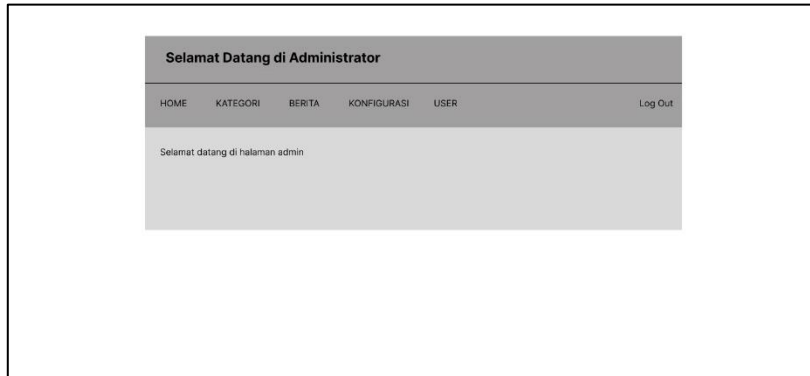 Selamat Datang di Administrator
HOME KATEGORI BERITA KONFIGURASI USER Log Out
Selamat datang di halaman admin